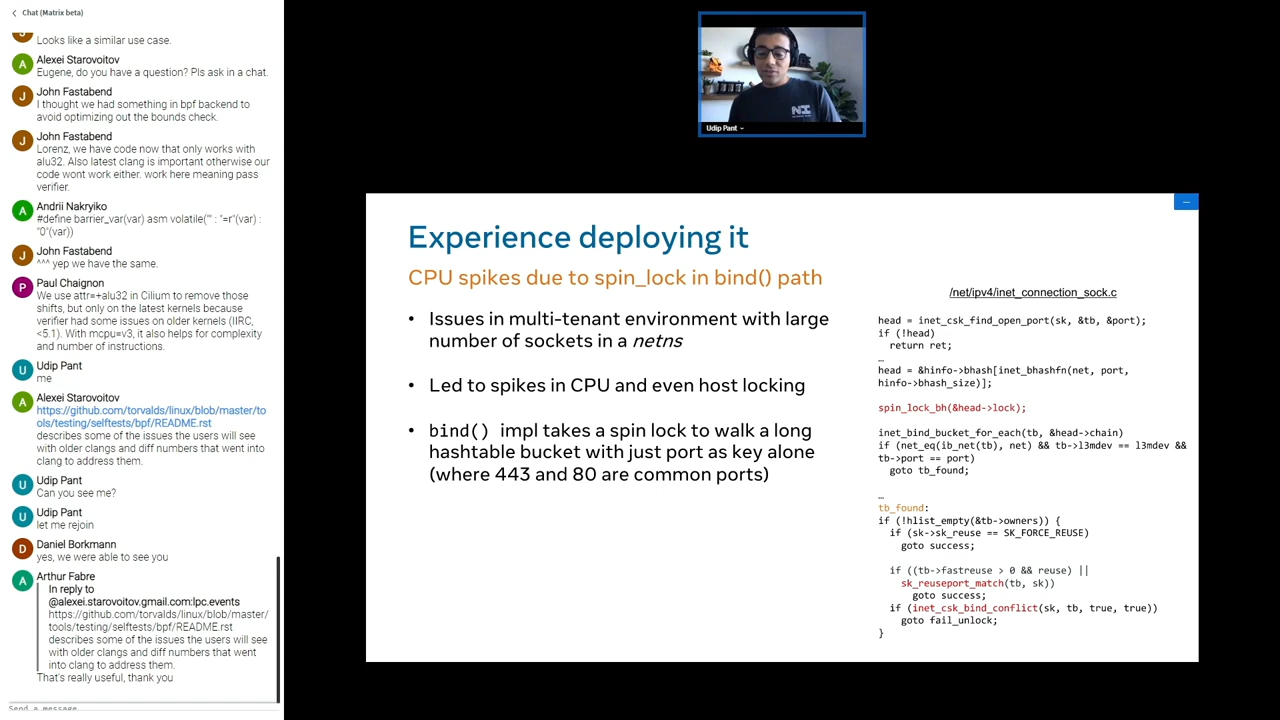 Chat (Matrix beta)
Looks like a similar use case.
A
Alexei Starovoitov
Eugene, do you have a question? Pls ask in a chat.
J
John Fastabend
I thought we had something in bpf backend to
avoid optimizing out the bounds check.
J
John Fastabend
Lorenz, we have code now that only works with
alu32. Also latest clang is important otherwise our
code wont work either. work here meaning pass
verifier.
A
Andrii Nakryiko
#define barrier_var(var) asm volatile("" : "=r"(var) :
"0"(var))
J
John Fastabend
^^^ yep we have the same.
P
Paul Chaignon
We use attr=+alu32 in Cilium to remove those
shifts, but only on the latest kernels because
verifier had some issues on older kernels (IIRC,
<5.1). With mcpu=v3, it also helps for complexity
and number of instructions.
U
Udip Pant
me
A
Alexei Starovoitov
https://github.com/torvalds/linux/blob/master/to
ols/testing/selftests/bpf/README.rst
describes some of the issues the users will see
with older clangs and diff numbers that went into
clang to address them.
U
Udip Pant
Can you see me?
U
Udip Pant
let me rejoin
D
Daniel Borkmann
yes, we were able to see you
A
Arthur Fabre
In reply to
@alexei.starovoitov.gmail.com:lpc.events
https://github.com/torvalds/linux/blob/master/
tools/testing/selftests/bpf/README.rst
describes some of the issues the users will see
with older clangs and diff numbers that went
into clang to address them.
That's really useful, thank you
Send a message
Udip Pant
Experience deploying it
CPU spikes due to spin_lock in bind() path
• Issues in multi-tenant environment with large
number of sockets in a netns
• Led to spikes in CPU and even host locking
• bind() impl takes a spin lock to walk a long
hashtable bucket with just port as key alone
(where 443 and 80 are common ports)
/net/ipv4/inet_connection_sock.c
head = inet_csk_find_open_port(sk, &tb, &port);
if (!head)
return ret;
…
head = &hinfo->bhash[inet_bhashfn(net, port,
hinfo->bhash_size)];
spin_lock_bh(&head->lock);
inet_bind_bucket_for_each(tb, &head->chain)
if (net_eq(ib_net(tb), net) && tb->l3mdev == l3mdev &&
tb->port == port)
goto tb_found;
…
tb_found:
if (!hlist_empty(&tb->owners)) {
if (sk->sk_reuse == SK_FORCE_REUSE)
goto success;
if ((tb->fastreuse > 0 && reuse) ||
sk_reuseport_match(tb, sk))
goto success;
if (inet_csk_bind_conflict(sk, tb, true, true))
goto fail_unlock;
}